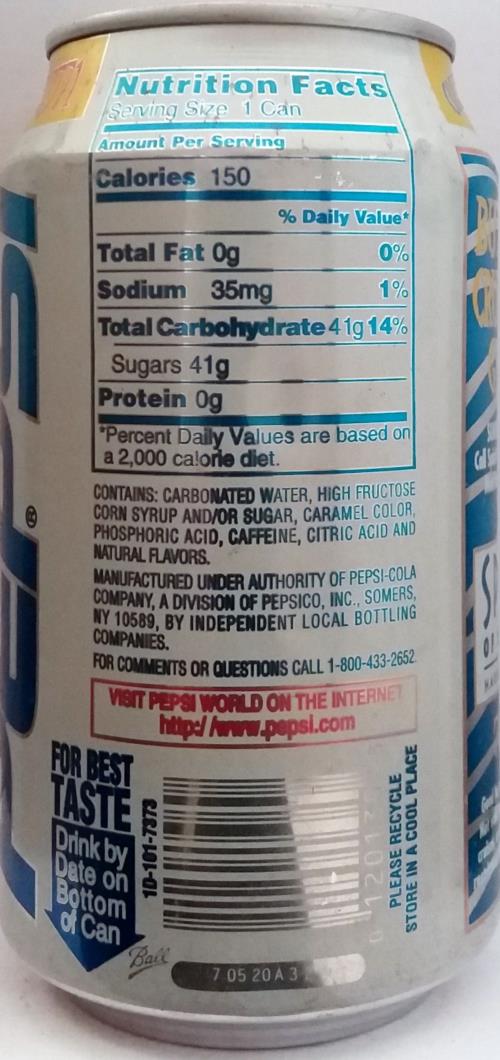 Nutrition Facts
Serving Size 1 Can
Amount Per Serving
Calories 150
% Daily Value*
Total Fat 0g 0%
Sodium 35mg 1%
Total Carbohydrate 41g 14%
Sugars 41g
Protein 0g
*Percent Daily Values are based on
a 2,000 calorie diet.
CONTAINS: CARBONATED WATER, HIGH FRUCTOSE
CORN SYRUP AND/OR SUGAR, CARAMEL COLOR,
PHOSPHORIC ACID, CAFFEINE, CITRIC ACID AND
NATURAL FLAVORS.
MANUFACTURED UNDER AUTHORITY OF PEPSI-COLA
COMPANY, A DIVISION OF PEPSICO, INC., SOMERS,
NY 10589, BY INDEPENDENT LOCAL BOTTLING
COMPANIES.
FOR COMMENTS OR QUESTIONS CALL 1-800-433-2652
VISIT PEPSI WORLD ON THE INTERNET
http://www.pepsi.com
FOR BEST
TASTE
Drink by
Date on
Bottom
of Can
10-101-7373
PLEASE RECYCLE
STORE IN A COOL PLACE
Ball
7 05 20 A 3
PEPSI
®